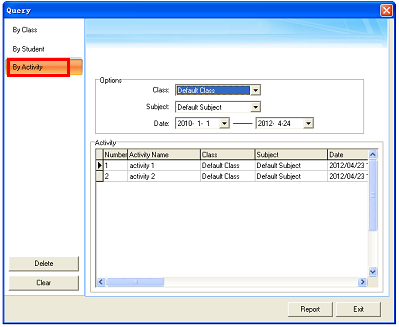 Query
By Class
By Student
By Activity
Options
Class: Default Class
Subject: Default Subject
Date: 2010- 1- 1 2012- 4-24
Activity
Number Activity Name Class Subject Date
1 activity 1 Default Class Default Subject 2012/04/23
2 activity 2 Default Class Default Subject 2012/04/23
Delete
Clear
Report Exit